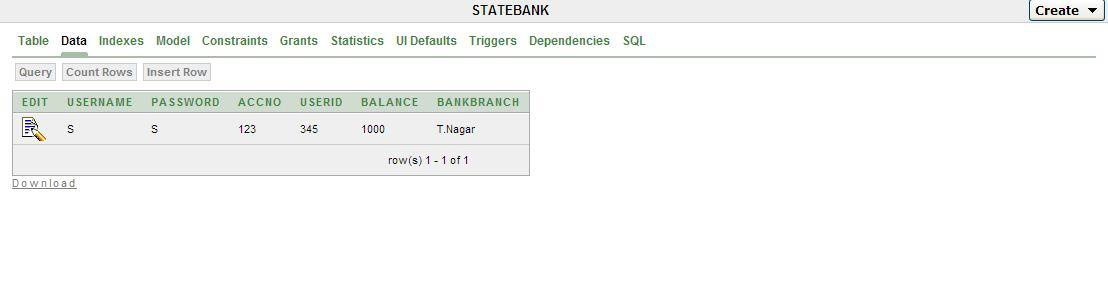 STATEBANK
Create
Table Data Indexes Model Constraints Grants Statistics UI Defaults Triggers Dependencies SQL
Query Count Rows Insert Row
EDIT USERNAME PASSWORD ACCNO USERID BALANCE BANKBRANCH
S S 123 345 1000 T.Nagar
row(s) 1 - 1 of 1
Download